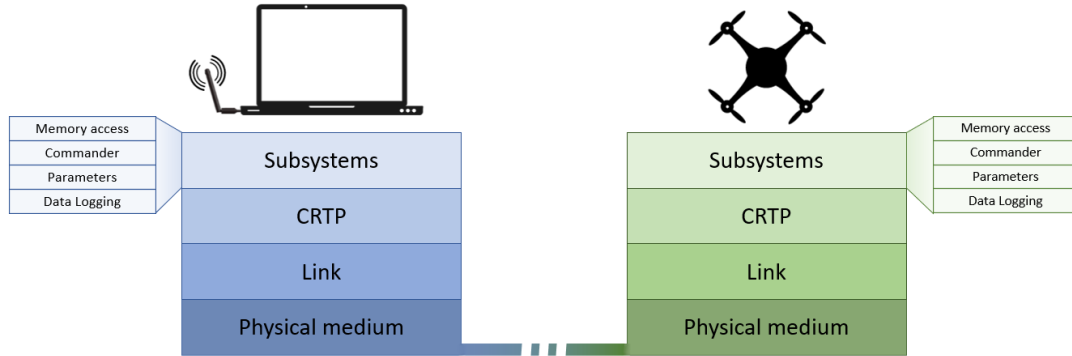 Memory access
Commander
Parameters
Data Logging
Subsystems
CRTP
Link
Physical medium
Subsystems
CRTP
Link
Physical medium
Memory access
Commander
Parameters
Data Logging